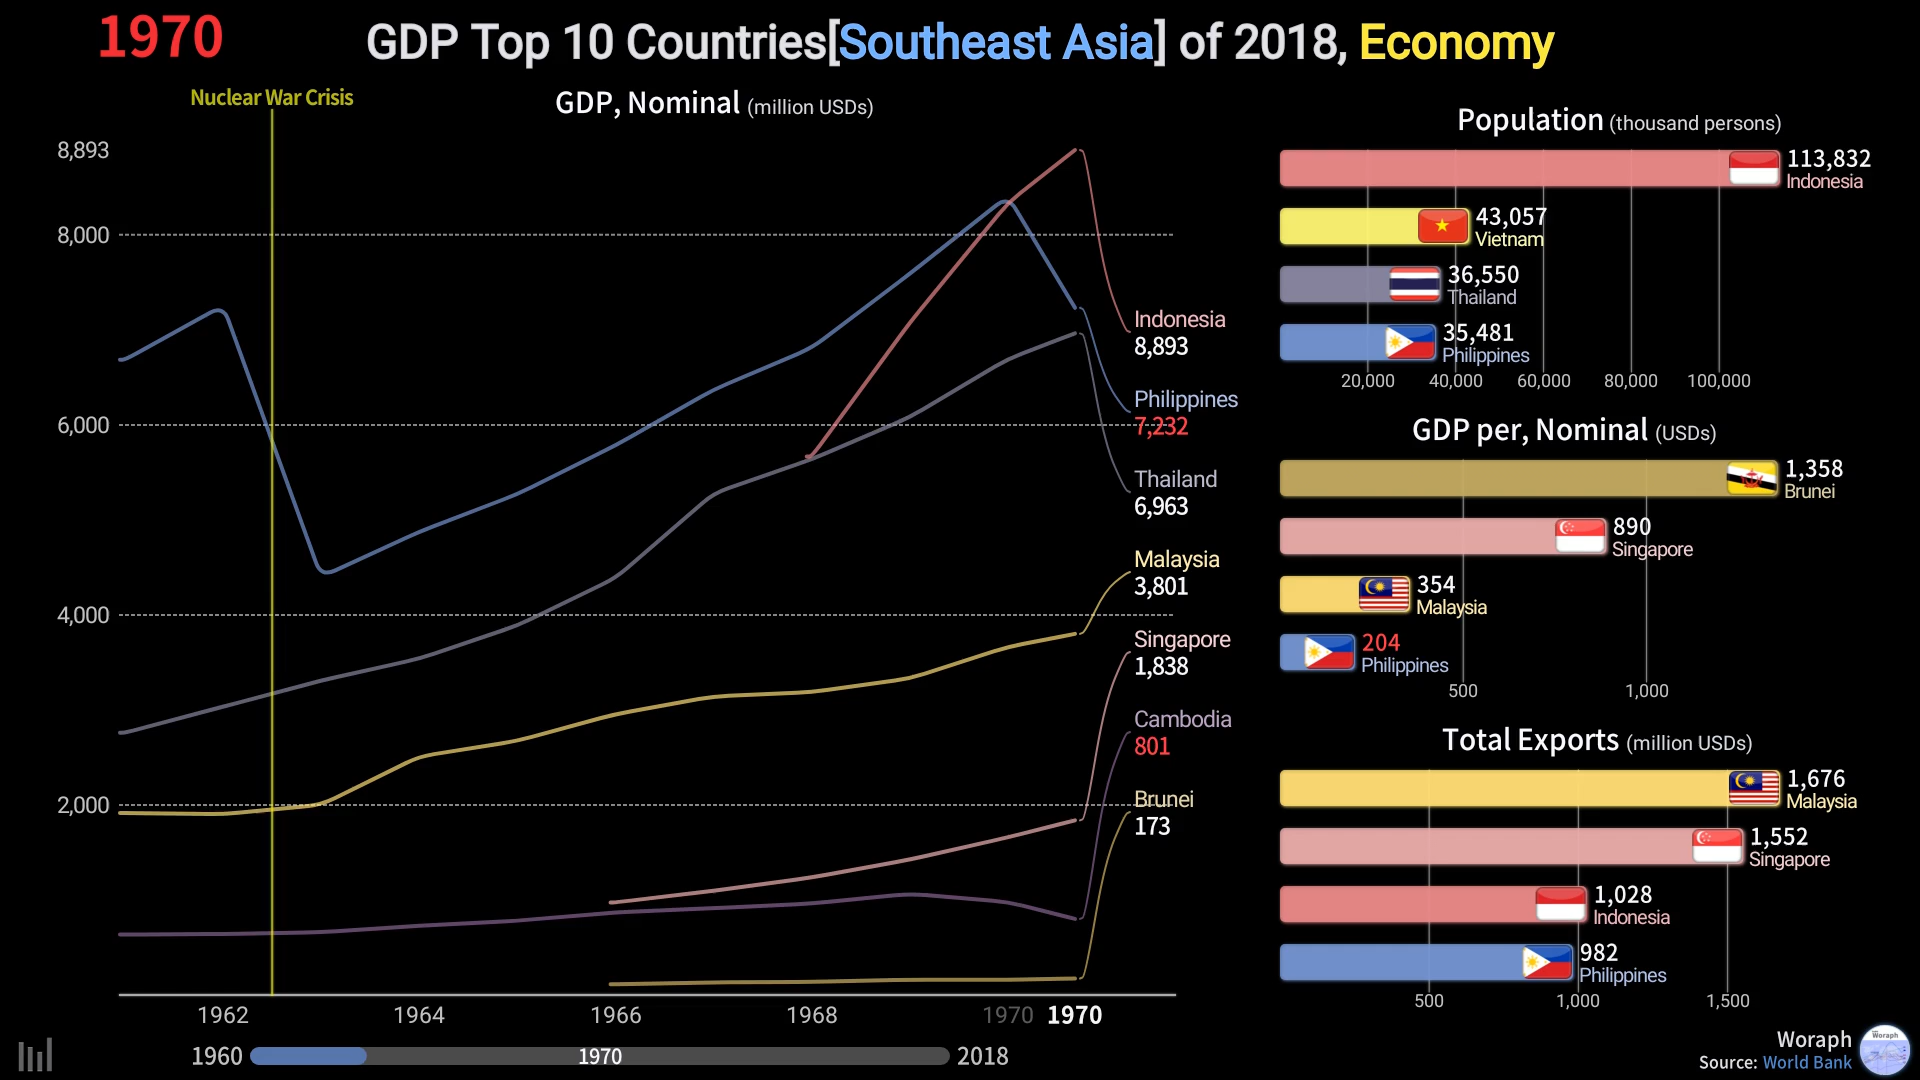 1970
GDP Top 10 Countries[Southeast Asia] of 2018, Economy
Nuclear War Crisis
GDP, Nominal (million USDs)
8,893
8,000
6,000
4,000
2,000
Indonesia
8,893
Philippines
7,232
Thailand
6,963
Malaysia
3,801
Singapore
1,838
Cambodia
801
Brunei
173
1962 1964 1966 1968 1970 1970
1960 1970 2018
Population (thousand persons)
113,832
Indonesia
43,057
Vietnam
36,550
Thailand
35,481
Philippines
20,000 40,000 60,000 80,000 100,000
GDP per, Nominal (USDs)
1,358
Brunei
890
Singapore
354
Malaysia
204
Philippines
500 1,000
Total Exports (million USDs)
1,676
Malaysia
1,552
Singapore
1,028
Indonesia
982
Philippines
500 1,000 1,500
Woraph
Source: World Bank
Woraph